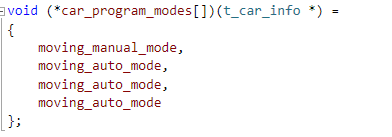 void (*car_program_modes[])(t_car_info *) =
{
    moving_manual_mode,
    moving_auto_mode,
    moving_auto_mode,
    moving_auto_mode
};